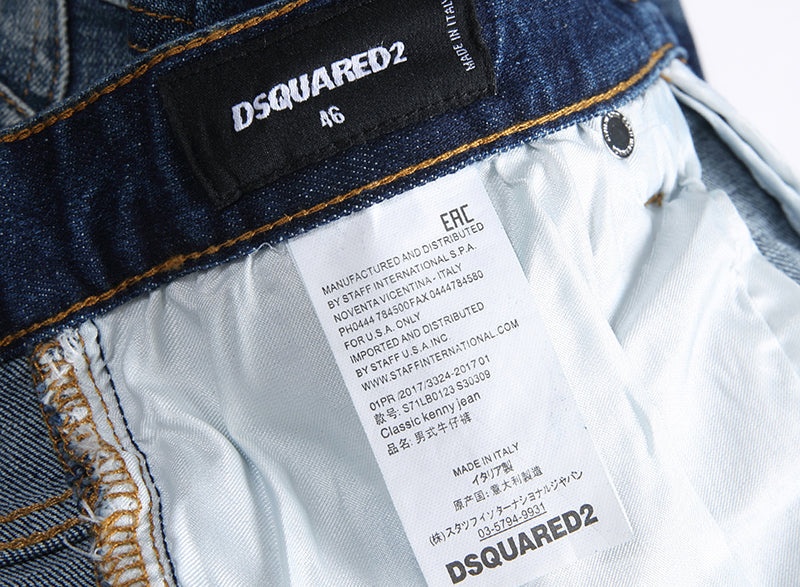 DSQUARED2
46
MADE IN ITALY
EAC
MANUFACTURED AND DISTRIBUTED
BY STAFF INTERNATIONAL S.P.A.
NOVENTA VICENTINA - ITALY
PH0444 784500 FAX 0444784580
FOR U.S.A. ONLY
IMPORTED AND DISTRIBUTED
BY STAFF U.S.A.INC.
WWW.STAFFINTERNATIONAL.COM
01PR /2017/3324-2017 01
款号: S71LB0123 S30309
Classic kenny jean
品名: 男式牛仔裤
MADE IN ITALY
イタリア製
原产国: 意大利製造
(株)スタッフインターナショナルジャパン
03-5794-9931
DSQUARED2